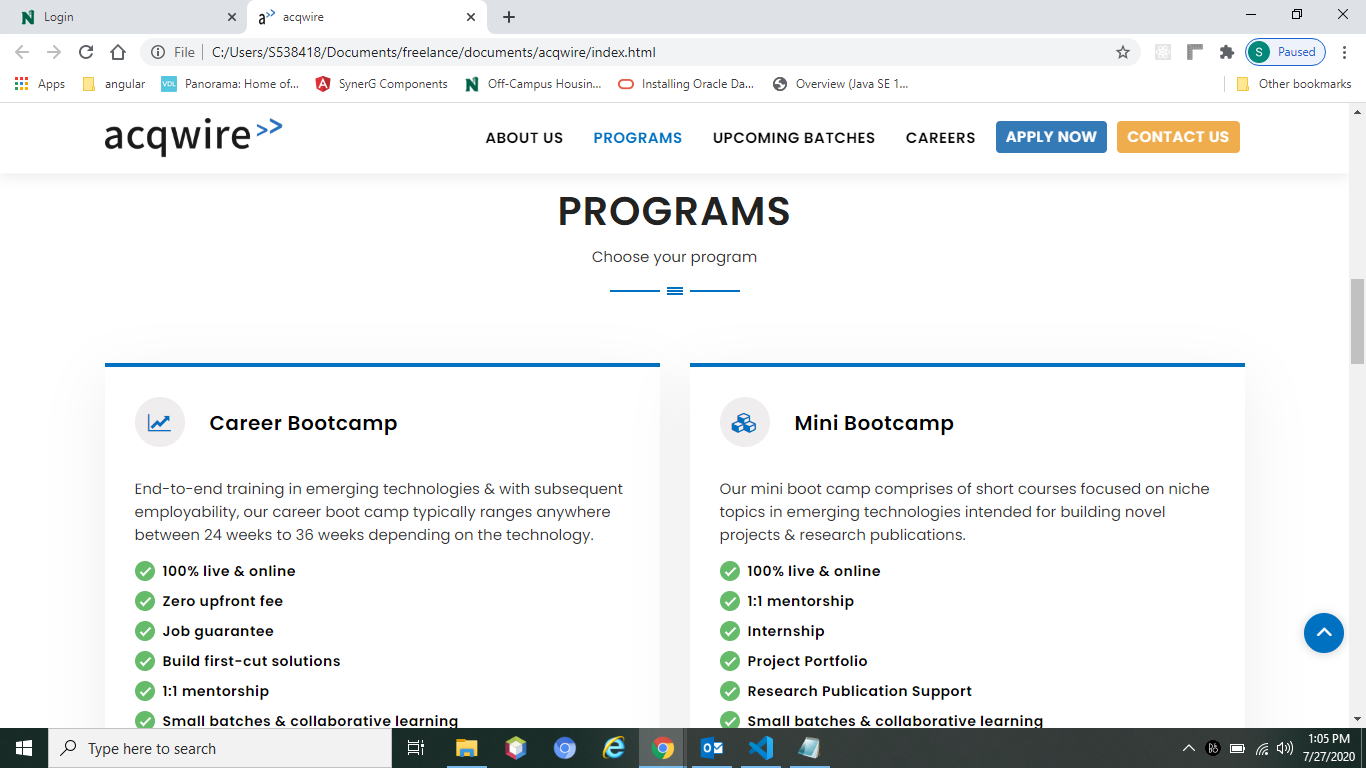 Login
acqwire
File
C:/Users/S538418/Documents/freelance/documents/acqwire/index.html
S
Paused
Apps
angular
VDL
Panorama: Home of...
SynerG Components
Off-Campus Housin...
Installing Oracle Da...
Overview (Java SE 1...
Other bookmarks
acqwire
ABOUT US
PROGRAMS
UPCOMING BATCHES
CAREERS
APPLY NOW
CONTACT US
PROGRAMS
Choose your program
Career Bootcamp
End-to-end training in emerging technologies & with subsequent
employability, our career boot camp typically ranges anywhere
between 24 weeks to 36 weeks depending on the technology.
100% live & online
Zero upfront fee
Job guarantee
Build first-cut solutions
1:1 mentorship
Small batches & collaborative learning
Mini Bootcamp
Our mini boot camp comprises of short courses focused on niche
topics in emerging technologies intended for building novel
projects & research publications.
100% live & online
1:1 mentorship
Internship
Project Portfolio
Research Publication Support
Small batches & collaborative learning
Type here to search
1:05 PM
7/27/2020